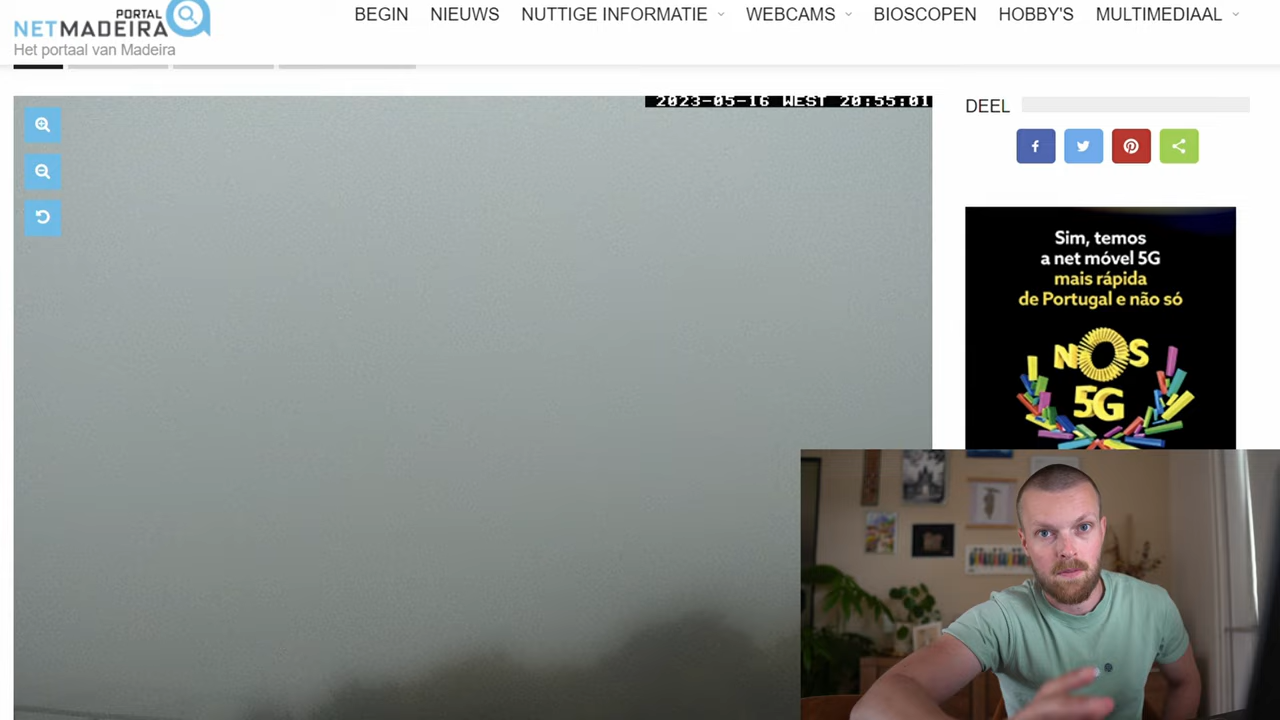 PORTAL
NETMADEIRA
Het portaal van Madeira
BEGIN NIEUWS NUTTIGE INFORMATIE WEBCAMS BIOSCOPEN HOBBY'S MULTIMEDIAAL
2023-05-16 WEST 20:55:01
DEEL
Sim, temos
a net móvel 5G
mais rápida
de Portugal e não só
NOS
5G